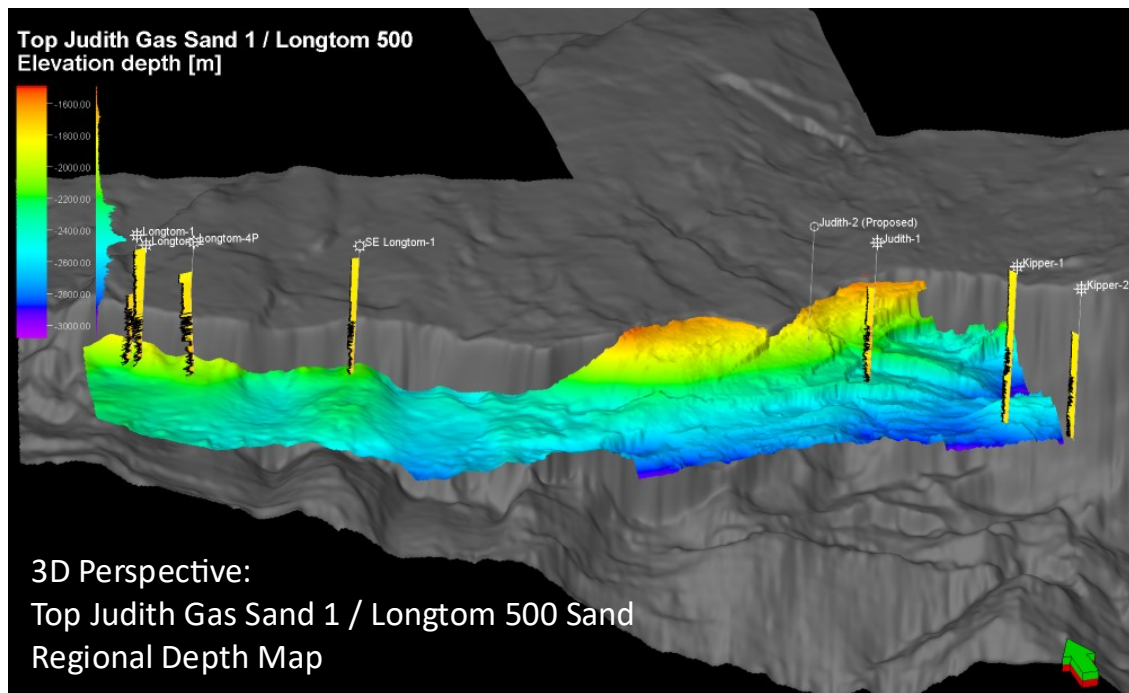 Top Judith Gas Sand 1 / Longtom 500
Elevation depth [m]
-1600.00
-1800.00
-2000.00
-2200.00
-2400.00
-2600.00
-2800.00
-3000.00
Longtom-1
Longtom-4P
SE Longtom-1
Judith-2 (Proposed)
Judith-1
Kipper-1
Kipper-2
3D Perspective:
Top Judith Gas Sand 1 / Longtom 500 Sand
Regional Depth Map